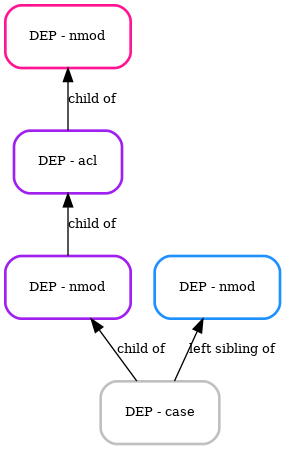 DEP - nmod
child of
DEP - acl
child of
DEP - nmod
DEP - nmod
child of
left sibling of
DEP - case